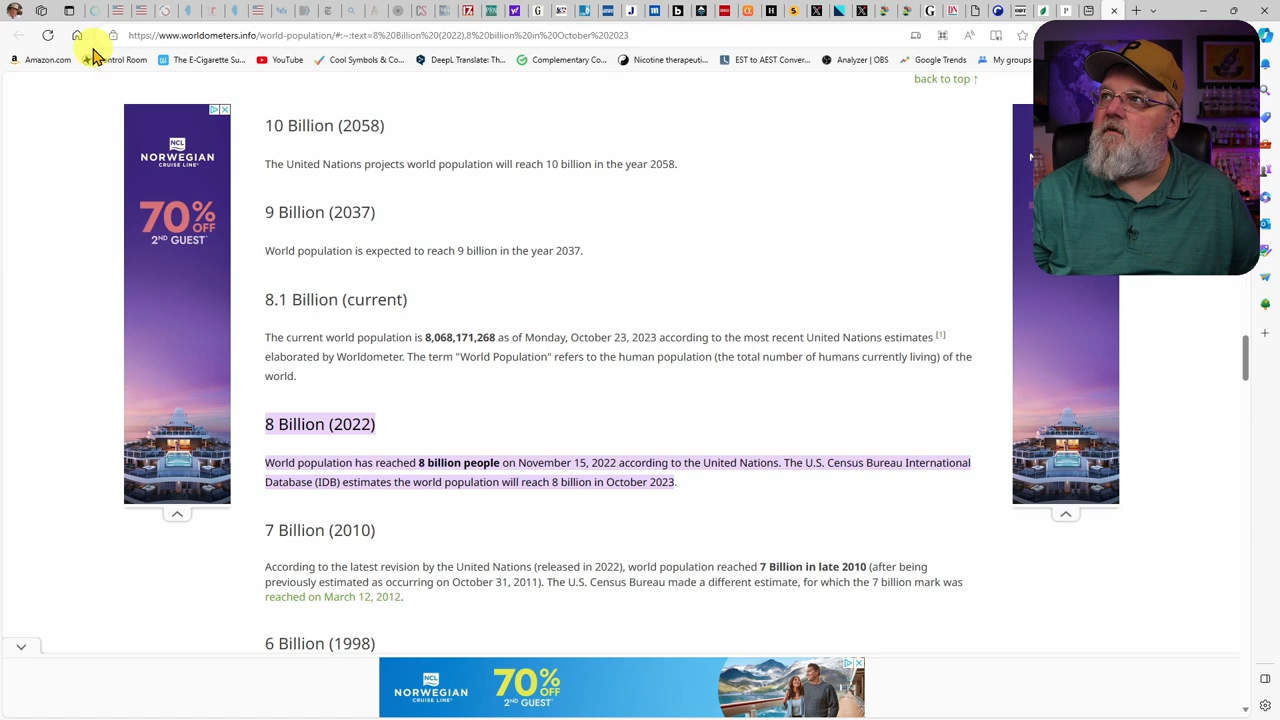 https://www.worldometers.info/world-population/#:~:text=8%20Billion%20(2022),8%20billion%20in%20October%202023
Amazon.com
ntrol Room
The E-Cigarette Su...
YouTube
Cool Symbols & Co...
DeepL Translate: Th...
Complementary Co...
Nicotine therapeuti...
EST to AEST Conver...
Analyzer | OBS
Google Trends
My groups
back to top ↑
NCL
NORWEGIAN
CRUISE LINE
70%
OFF
2ND GUEST
10 Billion (2058)
The United Nations projects world population will reach 10 billion in the year 2058.
9 Billion (2037)
World population is expected to reach 9 billion in the year 2037.
8.1 Billion (current)
The current world population is 8,068,171,268 as of Monday, October 23, 2023 according to the most recent United Nations estimates [1]
elaborated by Worldometer. The term "World Population" refers to the human population (the total number of humans currently living) of the
world.
8 Billion (2022)
World population has reached 8 billion people on November 15, 2022 according to the United Nations. The U.S. Census Bureau International
Database (IDB) estimates the world population will reach 8 billion in October 2023.
7 Billion (2010)
According to the latest revision by the United Nations (released in 2022), world population reached 7 Billion in late 2010 (after being
previously estimated as occurring on October 31, 2011). The U.S. Census Bureau made a different estimate, for which the 7 billion mark was
reached on March 12, 2012.
6 Billion (1998)
NCL
NORWEGIAN
CRUISE LINE
70%
OFF
2ND GUEST